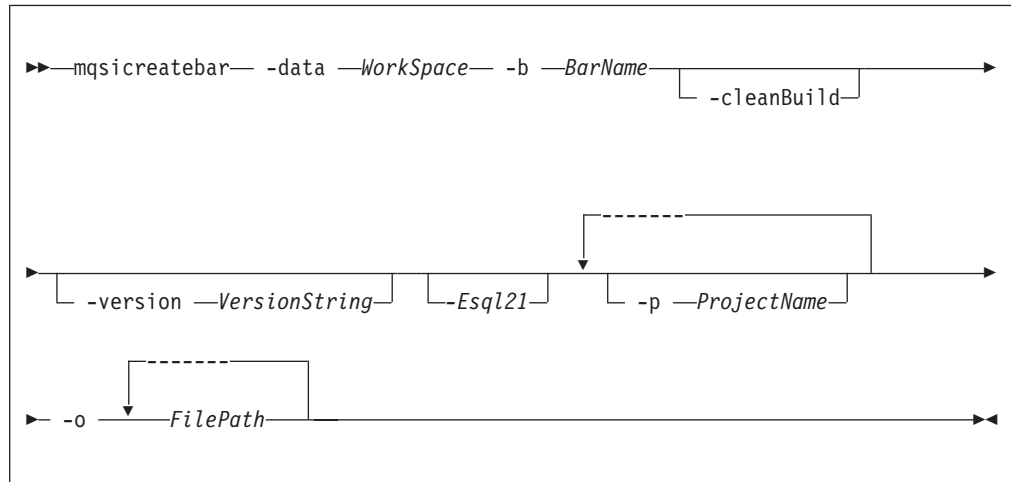 mqsicreatebar -data WorkSpace -b BarName
-cleanBuild
-version VersionString -Esql21 -p ProjectName
-o FilePath